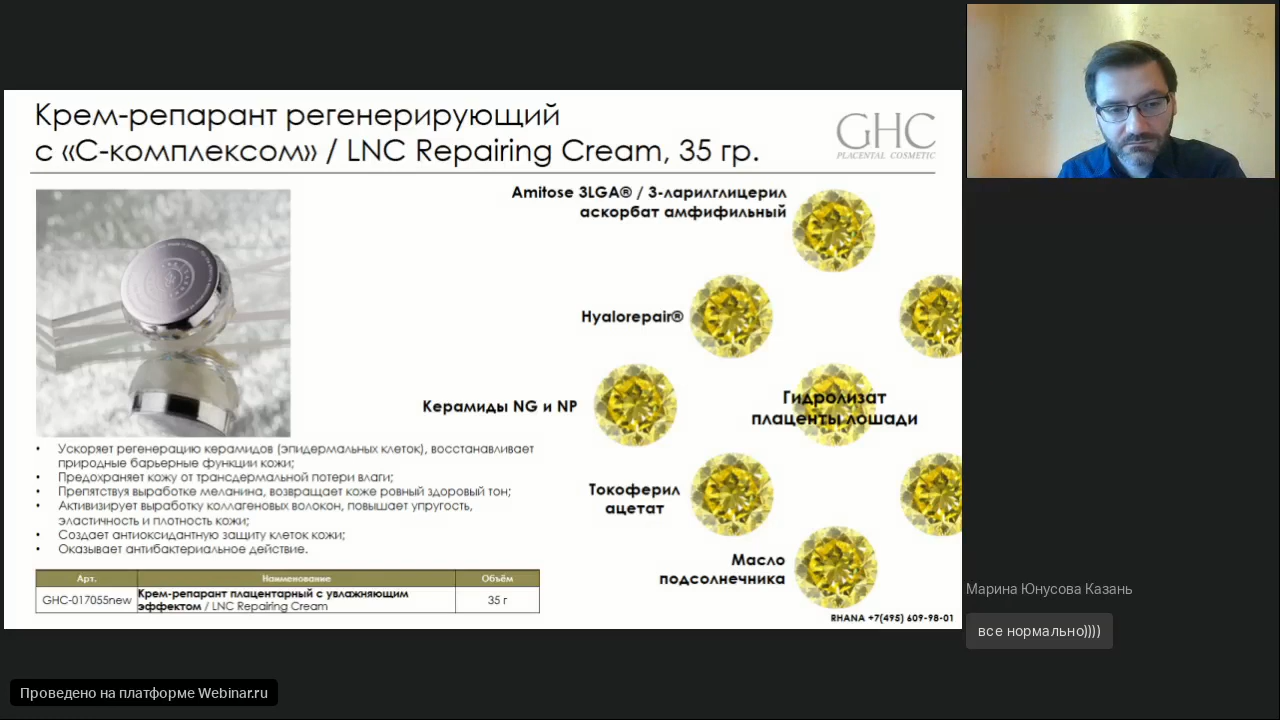 Крем-репарант регенерирующий
с «С-комплексом» / LNC Repairing Cream, 35 гр.
GHC
PLACENTAL COSMETIC
Amitose 3LGA® / 3-ларилглицерил
аскорбат амфифильный
Hyalorepair®
Керамиды NG и NP
Гидролизат
плаценты лошади
Токоферил
ацетат
Масло
подсолнечника
• Ускоряет регенерацию керамидов (эпидермальных клеток), восстанавливает
природные барьерные функции кожи;
• Предохраняет кожу от трансдермальной потери влаги;
• Препятствуя выработке меланина, возвращает коже ровный здоровый тон;
• Активизирует выработку коллагеновых волокон, повышает упругость,
эластичность и плотность кожи;
• Создает антиоксидантную защиту клеток кожи;
• Оказывает антибактериальное действие.
Арт. Наименование Объём
GHC-017055new Крем-репарант плацентарный с увлажняющим
эффектом / LNC Repairing Cream 35 г
RHANA +7(495) 609-98-01
Марина Юнусова Казань
все нормально))))
Проведено на платформе Webinar.ru